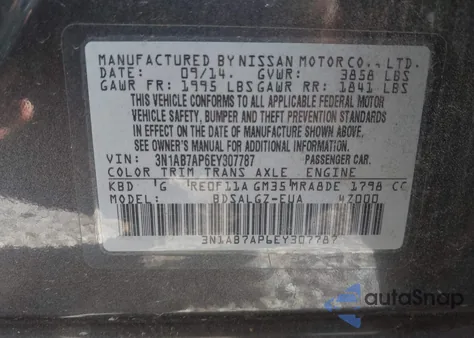 MANUFACTURED BY NISSAN MOTOR CO., LTD.
DATE: 09/14. GVWR: 3858 LBS
GAWR FR: 1995 LBS GAWR RR: 1841 LBS
THIS VEHICLE CONFORMS TO ALL APPLICABLE FEDERAL MOTOR
VEHICLE SAFETY, BUMPER AND THEFT PREVENTION STANDARDS
IN EFFECT ON THE DATE OF MANUFACTURE SHOWN ABOVE.
SEE OWNER'S MANUAL FOR ADDITIONAL INFORMATION.
VIN: 3N1AB7AP6EY307787 PASSENGER CAR.
COLOR TRIM TRANS AXLE ENGINE
KBD G RE0F11A GM35 MRA8DE 1798 CC
MODEL: BDSALGZ-EUA
3N1AB7AP6EY307787
autoSnap